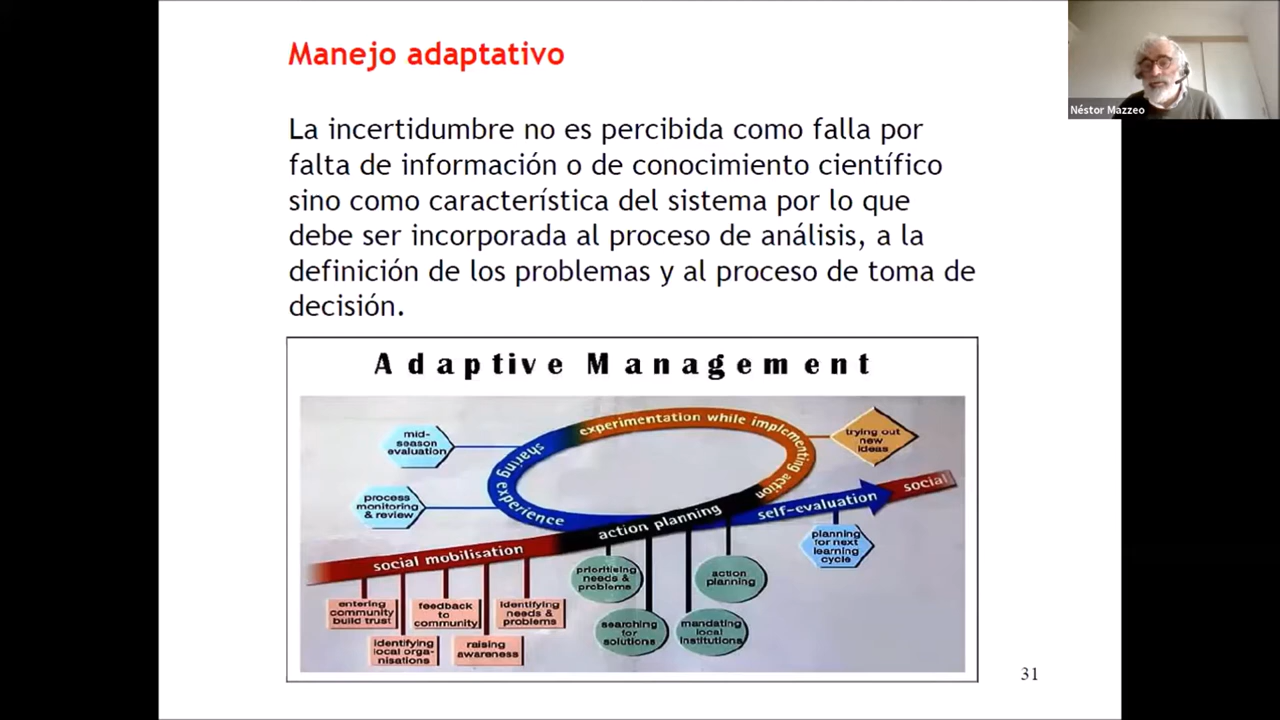 Manejo adaptativo
Néstor Mazzeo
La incertidumbre no es percibida como falla por
falta de información o de conocimiento científico
sino como característica del sistema por lo que
debe ser incorporada al proceso de análisis, a la
definición de los problemas y al proceso de toma de
decisión.
Adaptive Management
mid-
season
evaluation
process
monitoring
& review
sharing experience
experimentation while implementing action
trying out
new
ideas
social mobilisation
action planning
self-evaluation
social
entering
community
build trust
identifying
local orga-
nisations
feedback
to
community
raising
awareness
identifying
needs &
problems
prioritising
needs &
problems
searching
for
solutions
mandating
local
institutions
action
planning
planning
for next
learning
cycle
31